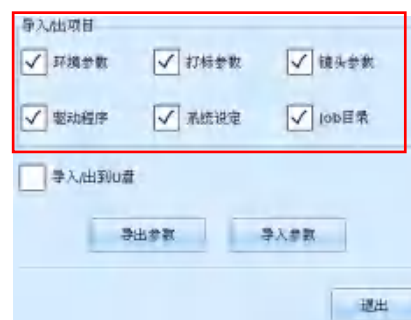 导入/出项目
环境参数 打标参数 镜头参数
驱动程序 系统设定 Job目录
导入/出到U盘
导出参数 导入参数
退出